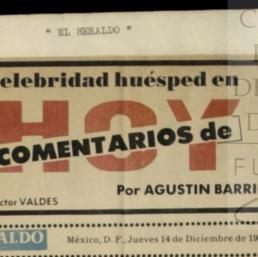 " EL HERALDO "
elebridad huésped en
HOY
COMENTARIOS de
Por AGUSTIN BARRI
ctor VALDES
ALDO
México, D. F., Jueves 14 de Diciembre de 19